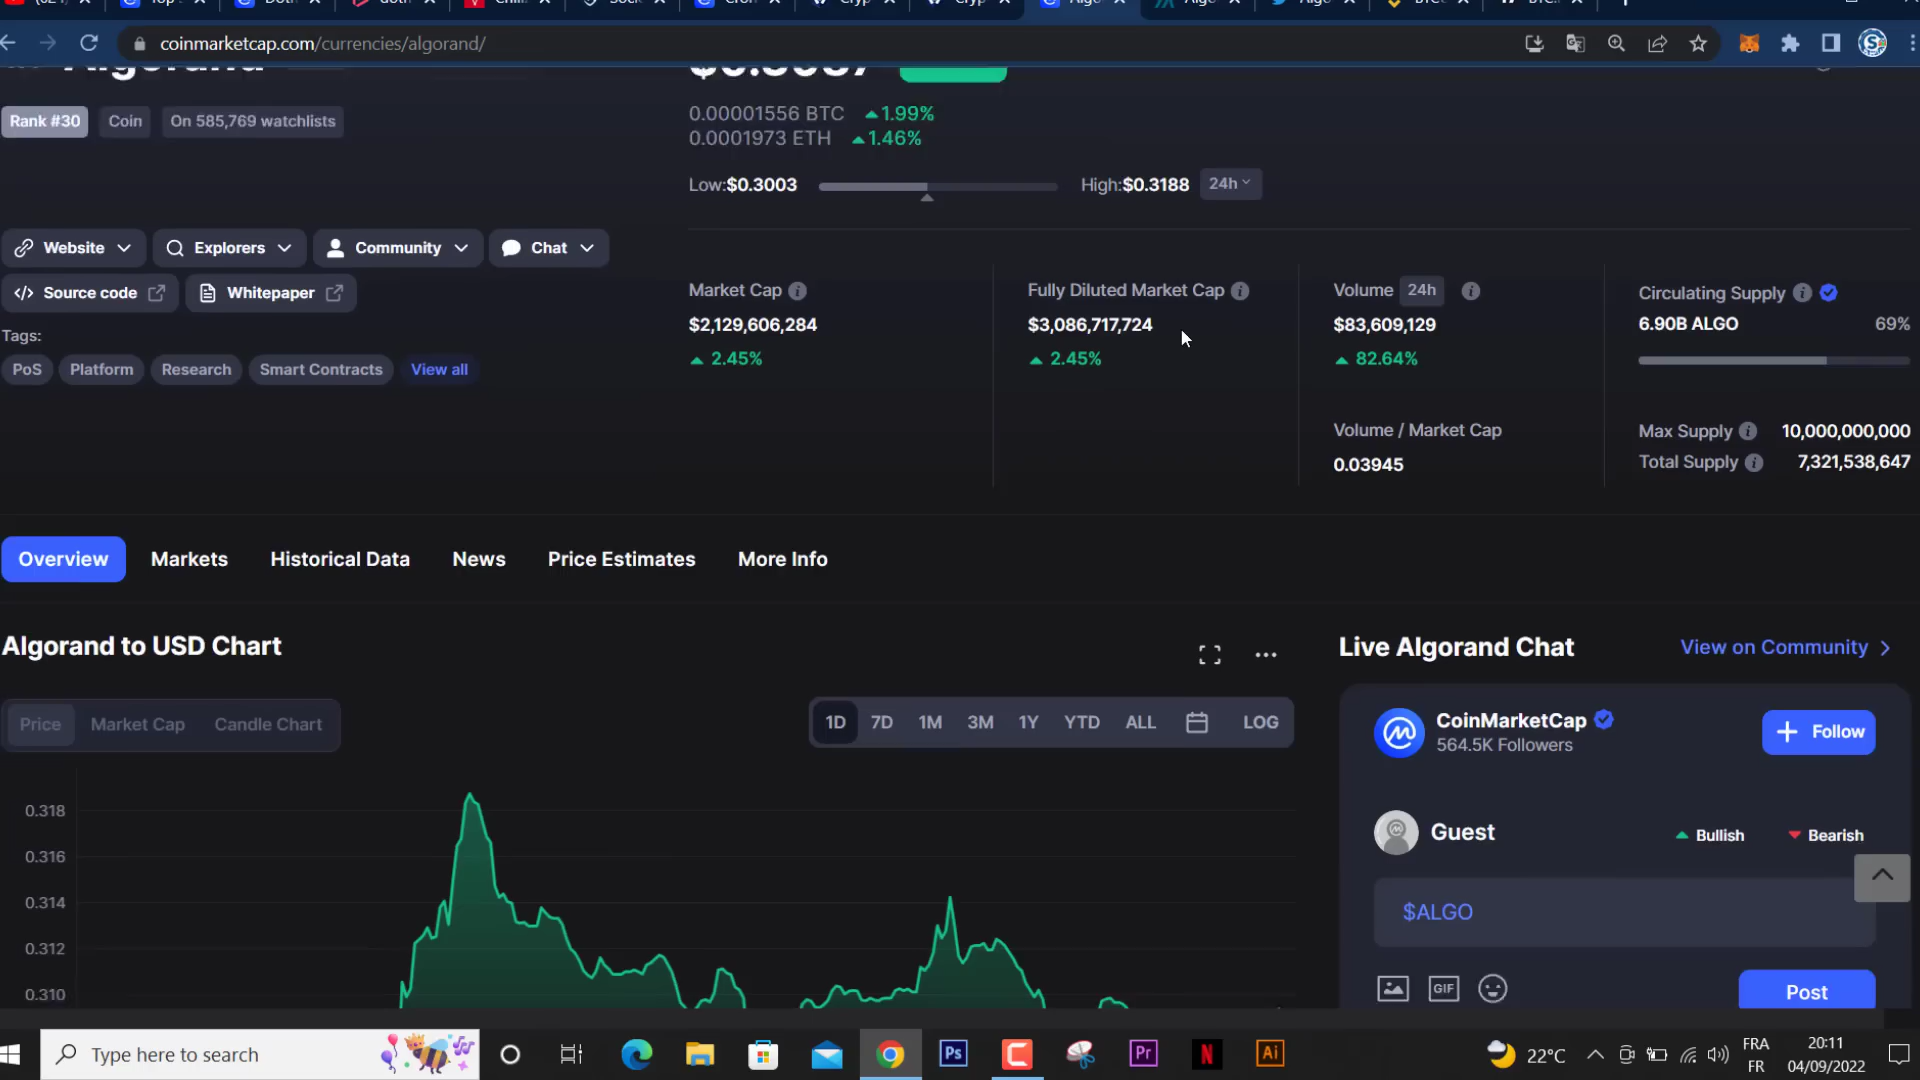 coinmarketcap.com/currencies/algorand/
Algorand
0.00001556 BTC 1.99%
0.0001973 ETH 1.46%
Rank #30 Coin On 585,769 watchlists
Low:$0.3003 High:$0.3188 24h
Website Explorers Community Chat
Source code Whitepaper
Tags:
PoS Platform Research Smart Contracts View all
Market Cap
$2,129,606,284
2.45%
Fully Diluted Market Cap
$3,086,717,724
2.45%
Volume 24h
$83,609,129
82.64%
Volume / Market Cap
0.03945
Circulating Supply
6.90B ALGO 69%
Max Supply 10,000,000,000
Total Supply 7,321,538,647
Overview Markets Historical Data News Price Estimates More Info
Algorand to USD Chart
Price Market Cap Candle Chart
1D 7D 1M 3M 1Y YTD ALL LOG
0.318
0.316
0.314
0.312
0.310
Live Algorand Chat View on Community
CoinMarketCap
564.5K Followers
Follow
Guest Bullish Bearish
$ALGO
GIF
Post
Type here to search
Ps
Pr
N
Ai
22°C
FRA
FR
20:11
04/09/2022